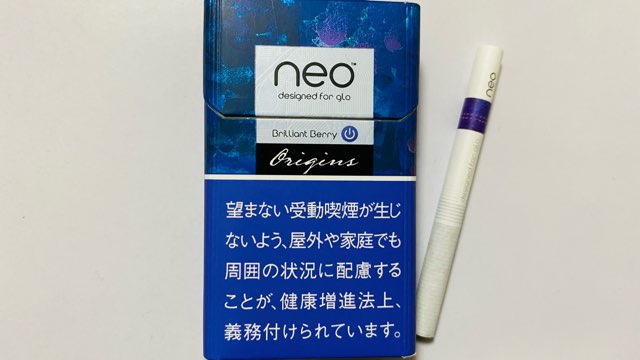 neo™
designed for glo
Brilliant Berry
Origins
望まない受動喫煙が生じ
ないよう、屋外や家庭でも
周囲の状況に配慮する
ことが、健康増進法上、
義務付けられています。
neo